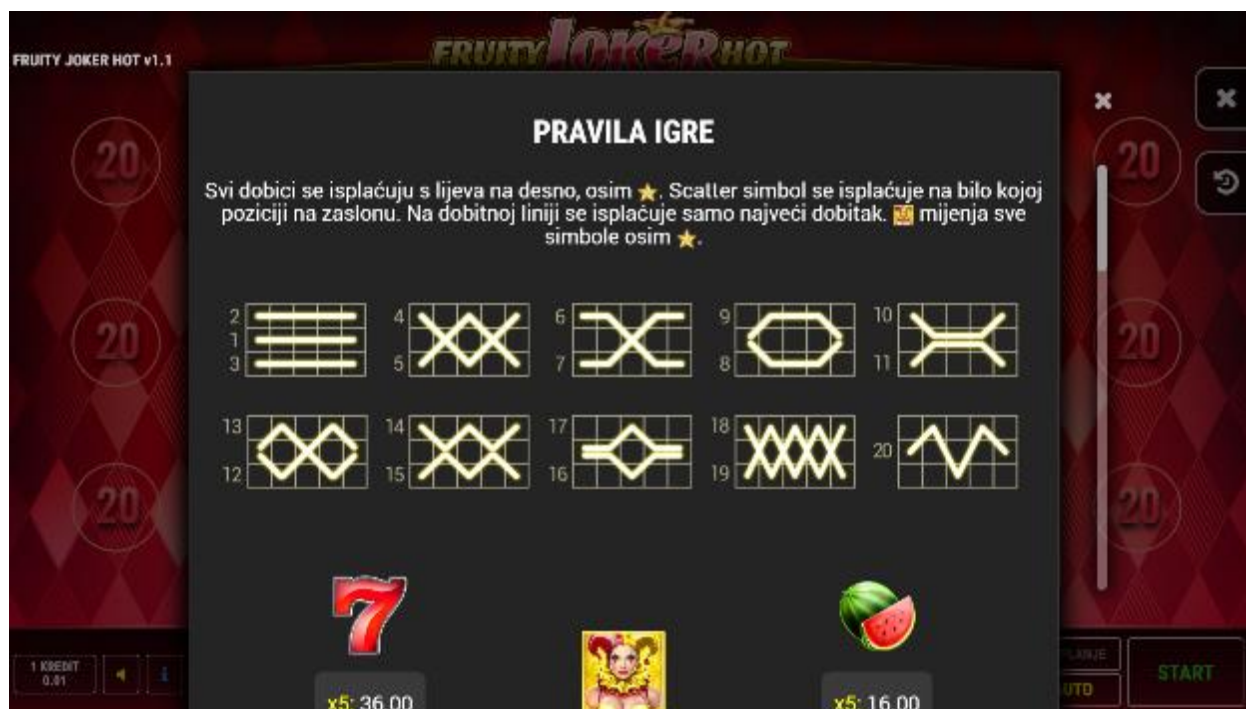 FRUITY JOKER HOT
FRUITY JOKER HOT v1.1
PRAVILA IGRE
Svi dobici se isplaćuju s lijeva na desno, osim ⭐. Scatter simbol se isplaćuje na bilo kojoj
poziciji na zaslonu. Na dobitnoj liniji se isplaćuje samo najveći dobitak. mijenja sve
simbole osim ⭐.
20 20
20 20
20 20
2 4 6 9 10
1
3 5 7 8 11
13 14 17 18
20
12 15 16 19
7
x5: 36.00 x5: 16.00
1 KREDIT
0.01
i
START